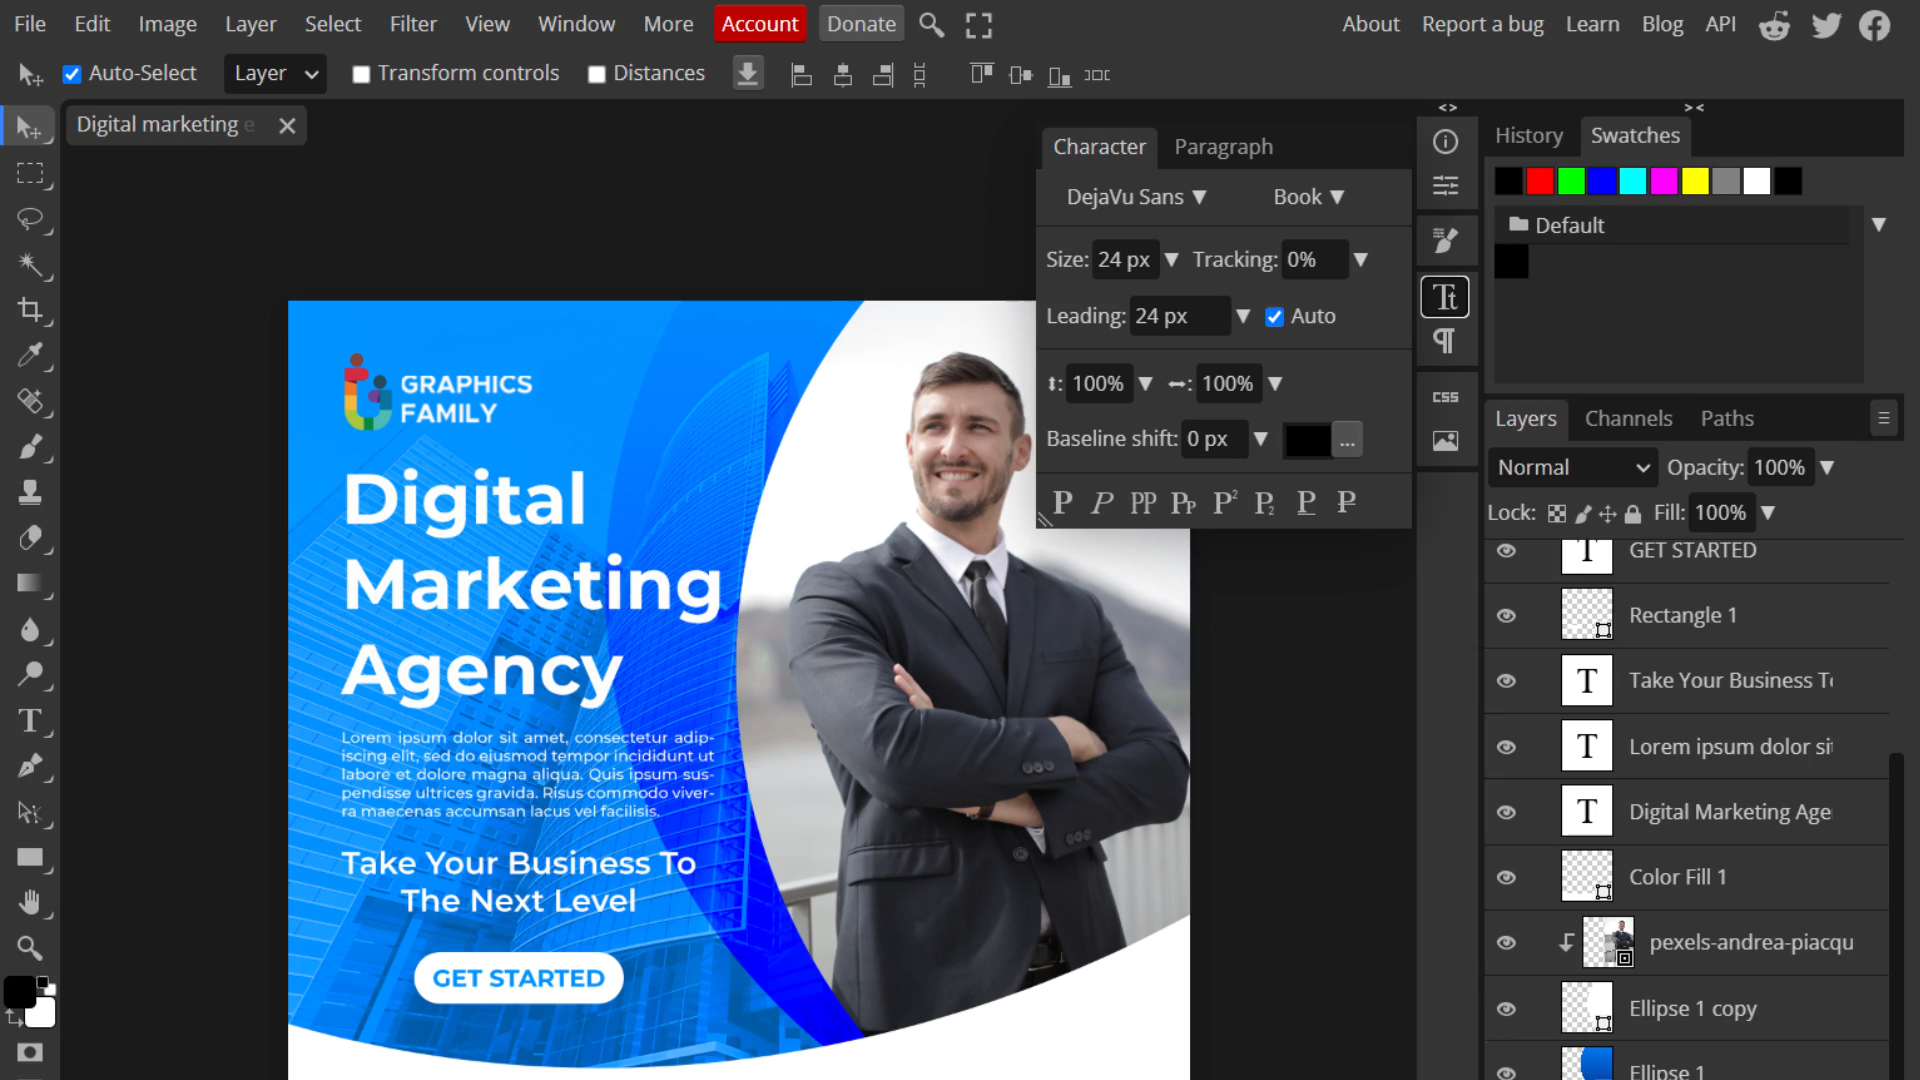 File Edit Image Layer Select Filter View Window More Account Donate About Report a bug Learn Blog API
Auto-Select Layer Transform controls Distances
Digital marketing e
Character Paragraph
DejaVu Sans Book
Size: 24 px Tracking: 0%
Leading: 24 px Auto
100% 100%
Baseline shift: 0 px ...
History Swatches
Default
CSS
Layers Channels Paths
Normal Opacity: 100%
Lock: Fill: 100%
GET STARTED
Rectangle 1
Take Your Business To
Lorem ipsum dolor sit
Digital Marketing Age
Color Fill 1
pexels-andrea-piacqu
Ellipse 1 copy
Ellipse 1
GRAPHICS
FAMILY
Digital
Marketing
Agency
Lorem ipsum dolor sit amet, consectetur adip-
iscing elit, sed do eiusmod tempor incididunt ut
labore et dolore magna aliqua. Quis ipsum sus-
pendisse ultrices gravida. Risus commodo viver-
ra maecenas accumsan lacus vel facilisis.
Take Your Business To
The Next Level
GET STARTED